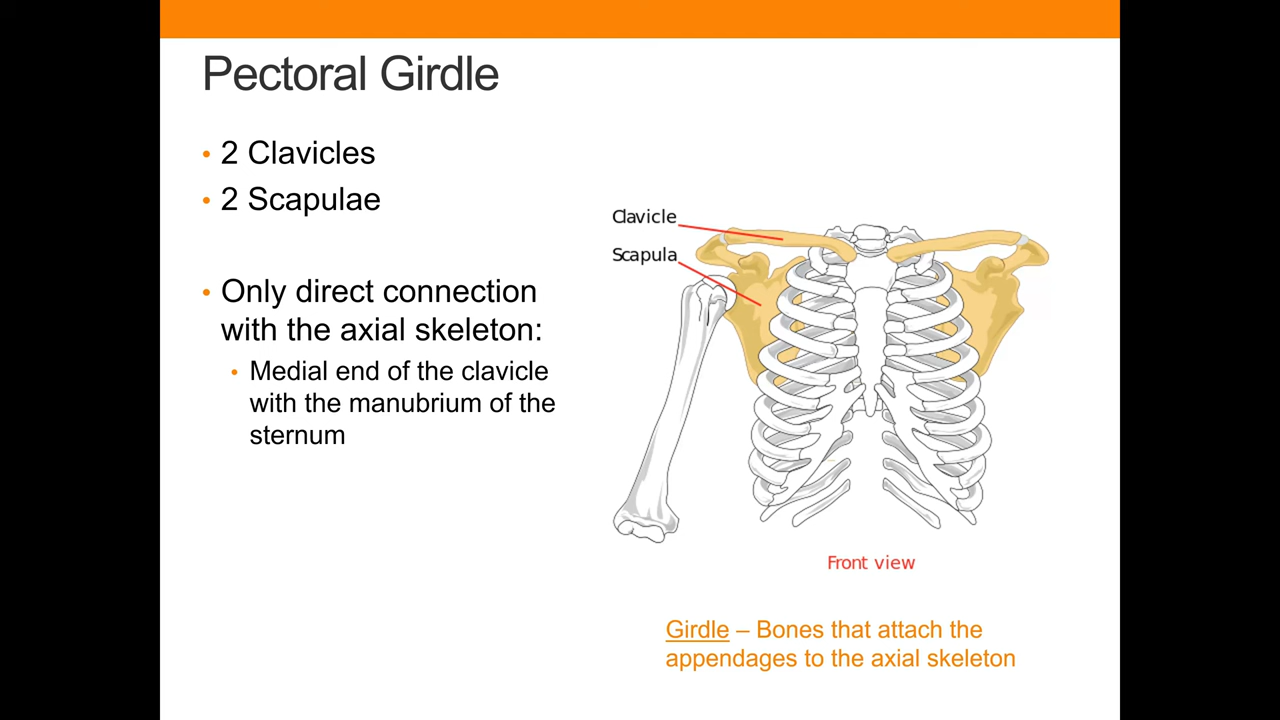 Pectoral Girdle
• 2 Clavicles
• 2 Scapulae
• Only direct connection
with the axial skeleton:
• Medial end of the clavicle
with the manubrium of the
sternum
Clavicle
Scapula
Front view
Girdle – Bones that attach the
appendages to the axial skeleton